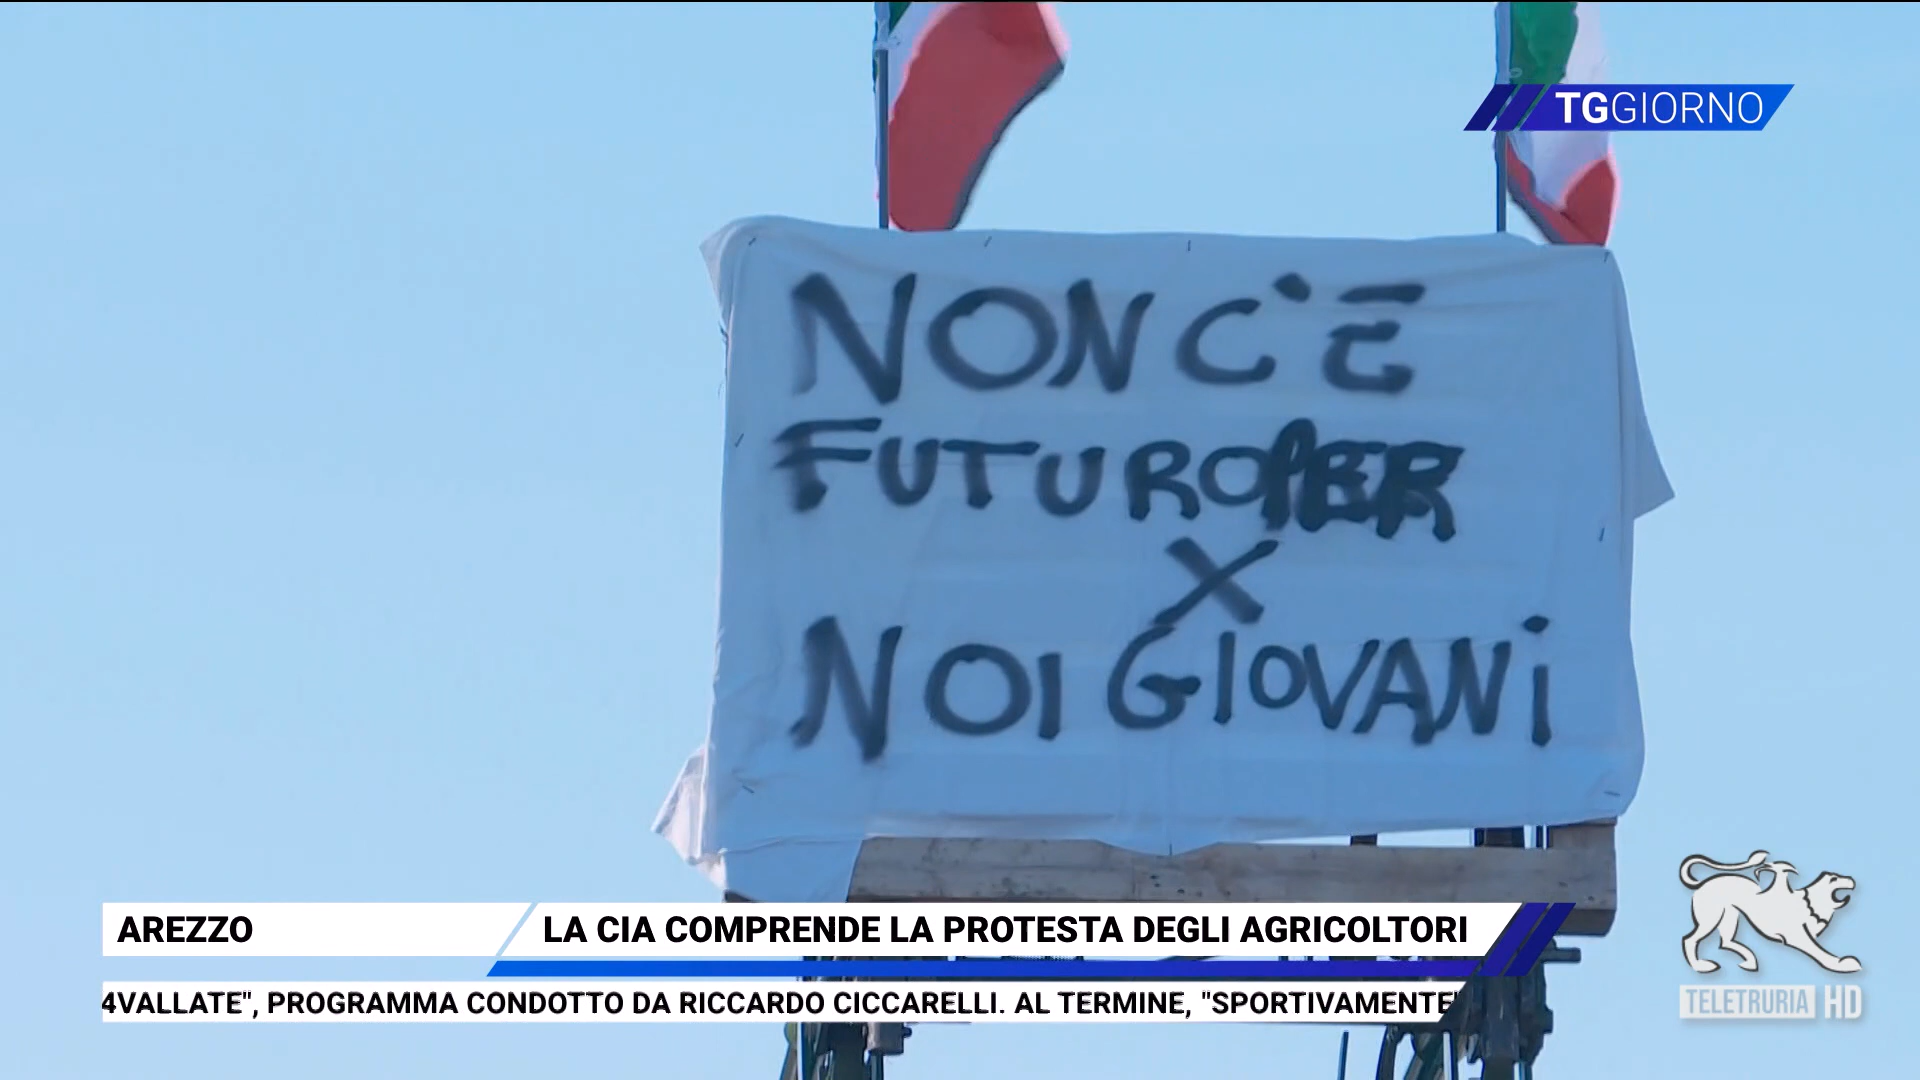 TGGIORNO
NON C'È
FUTURO PER
X
NOI GIOVANI
AREZZO
LA CIA COMPRENDE LA PROTESTA DEGLI AGRICOLTORI
4VALLATE", PROGRAMMA CONDOTTO DA RICCARDO CICCARELLI. AL TERMINE, "SPORTIVAMENTE"
TELETRURIA HD